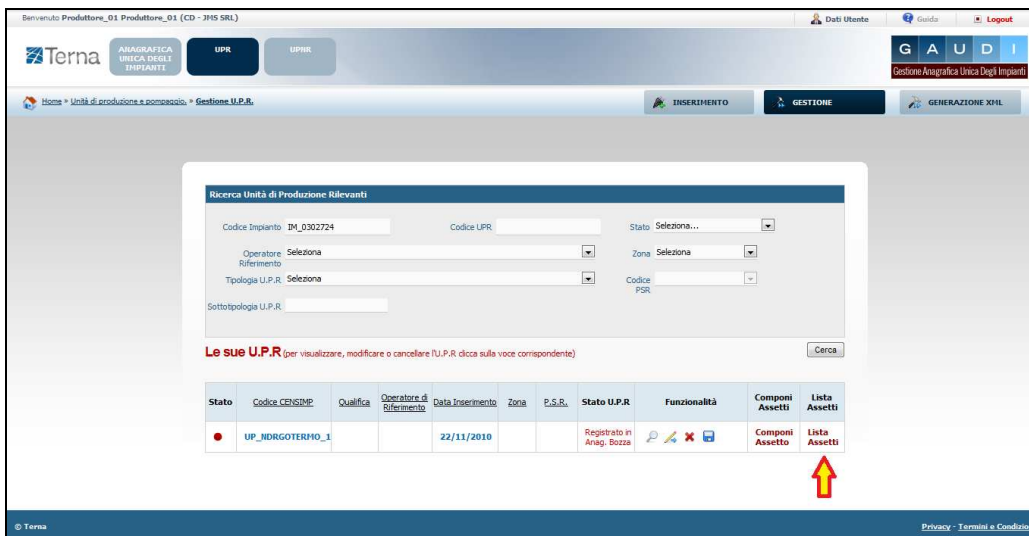 Benvenuto Produttore_01 Produttore_01 (CD - JMS SRL)
Dati Utente
Guida
Logout
Terna
ANAGRAFICA UNICA DEGLI IMPIANTI
UPR
UPNR
G A U D I
Gestione Anagrafica Unica Degli Impianti
Home » Unità di produzione e pompaggio. » Gestione U.P.R.
INSERIMENTO
GESTIONE
GENERAZIONE XML
Ricerca Unità di Produzione Rilevanti
Codice Impianto IM_0302724 Codice UPR Stato Seleziona...
Operatore Riferimento Seleziona Zona Seleziona
Tipologia U.P.R Seleziona Codice PSR
Sottotipologia U.P.R
Le sue U.P.R (per visualizzare, modificare o cancellare l'U.P.R clicca sulla voce corrispondente)
Cerca
Stato Codice CENSIMP Qualifica Operatore di Riferimento Data Inserimento Zona P.S.R. Stato U.P.R Funzionalità Componi Assetti Lista Assetti
UP_NDRGOTERMO_1 22/11/2010 Registrato in Anag. Bozza Componi Assetto Lista Assetti
© Terna
Privacy - Termini e Condizio